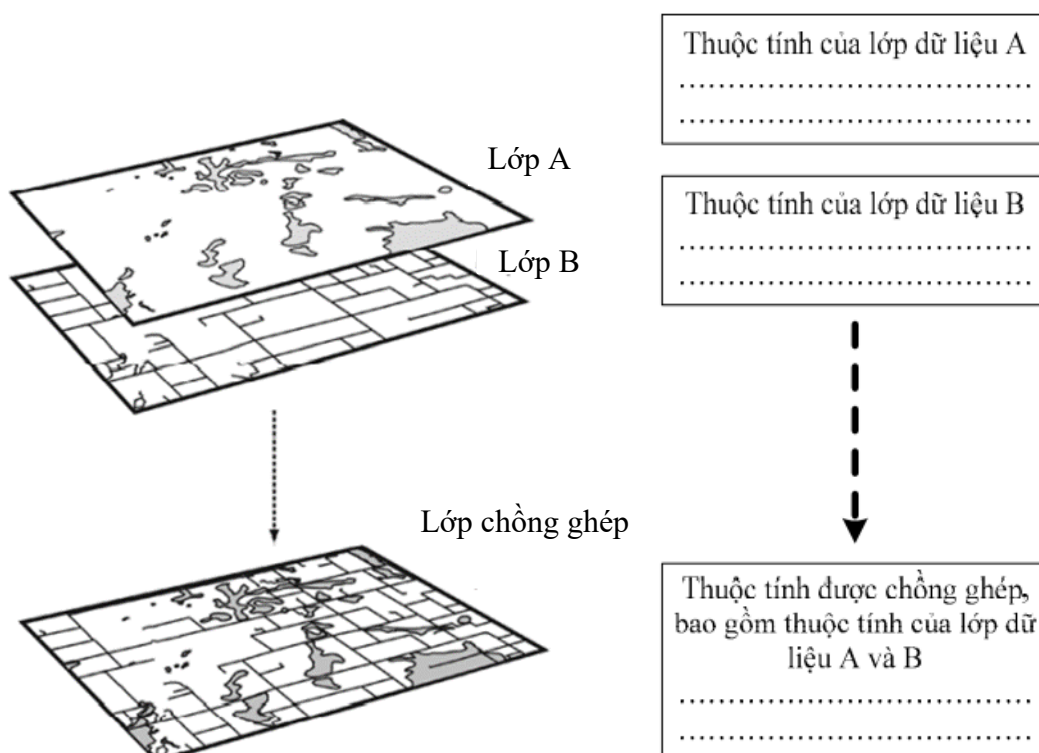 Thuộc tính của lớp dữ liệu A
........................................
........................................
Lớp A
Thuộc tính của lớp dữ liệu B
........................................
........................................
Lớp B
Lớp chồng ghép
Thuộc tính được chồng ghép,
bao gồm thuộc tính của lớp dữ
liệu A và B
........................................
........................................